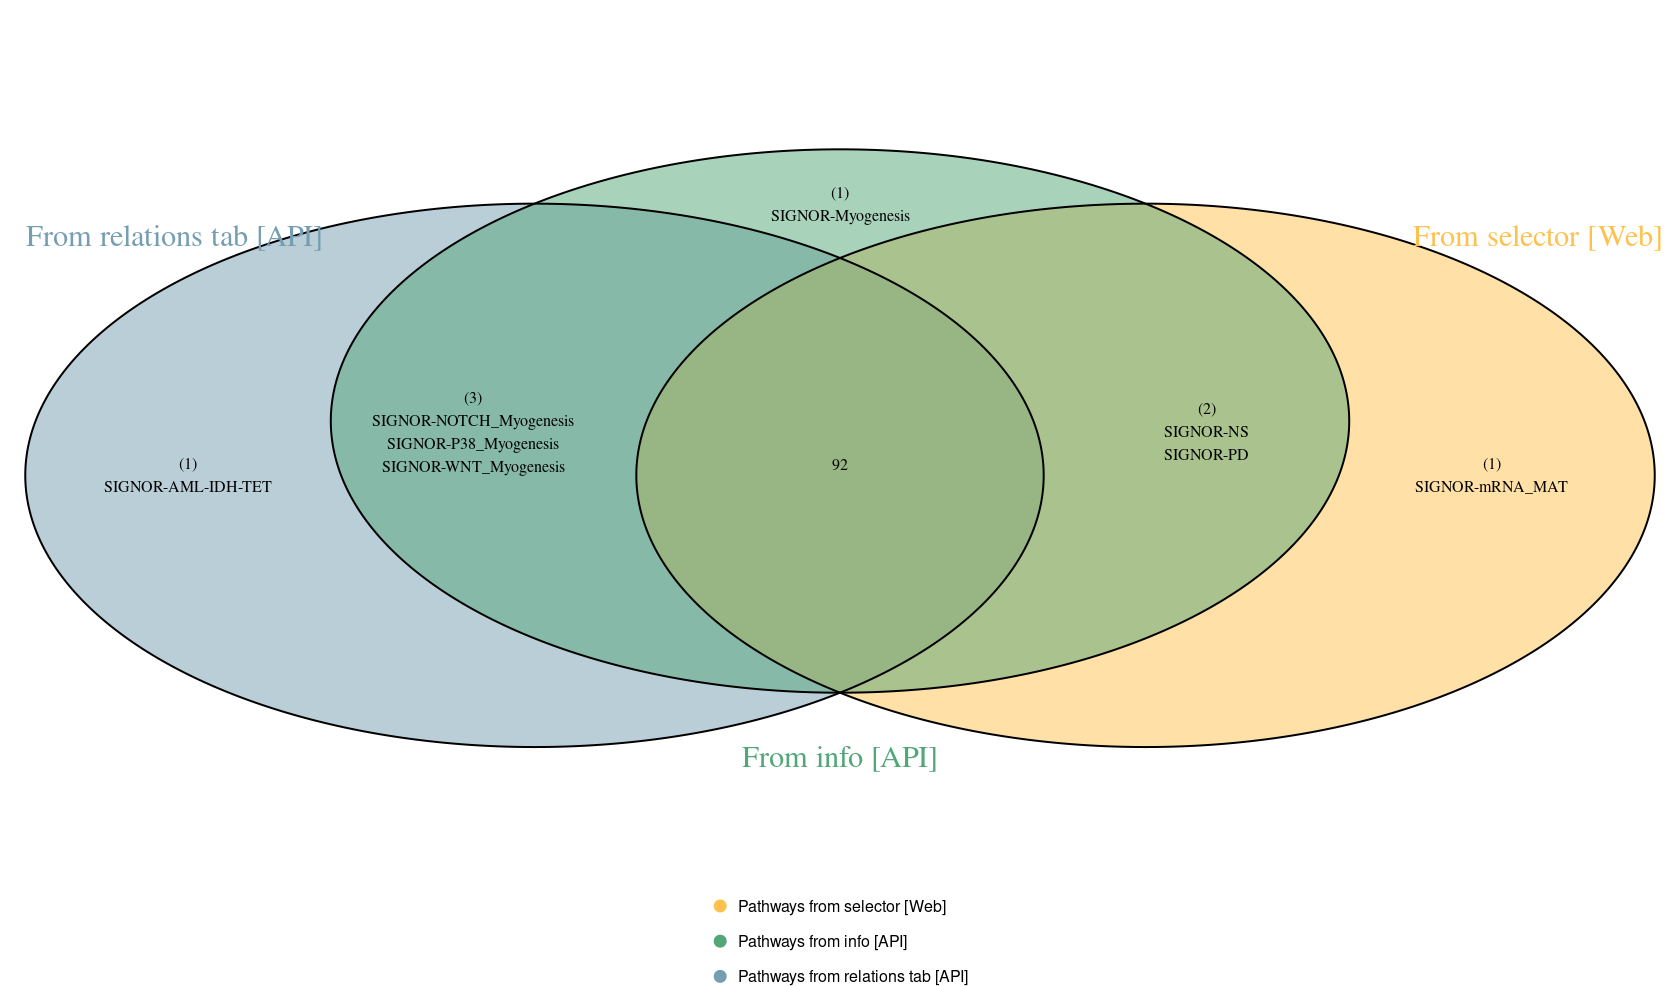 (1)
SIGNOR-Myogenesis
From relations tab [API]
From selector [Web]
(3)
SIGNOR-NOTCH_Myogenesis
SIGNOR-P38_Myogenesis
SIGNOR-WNT_Myogenesis
(2)
SIGNOR-NS
SIGNOR-PD
(1)
SIGNOR-AML-IDH-TET
92
(1)
SIGNOR-mRNA_MAT
From info [API]
Pathways from selector [Web]
Pathways from info [API]
Pathways from relations tab [API]